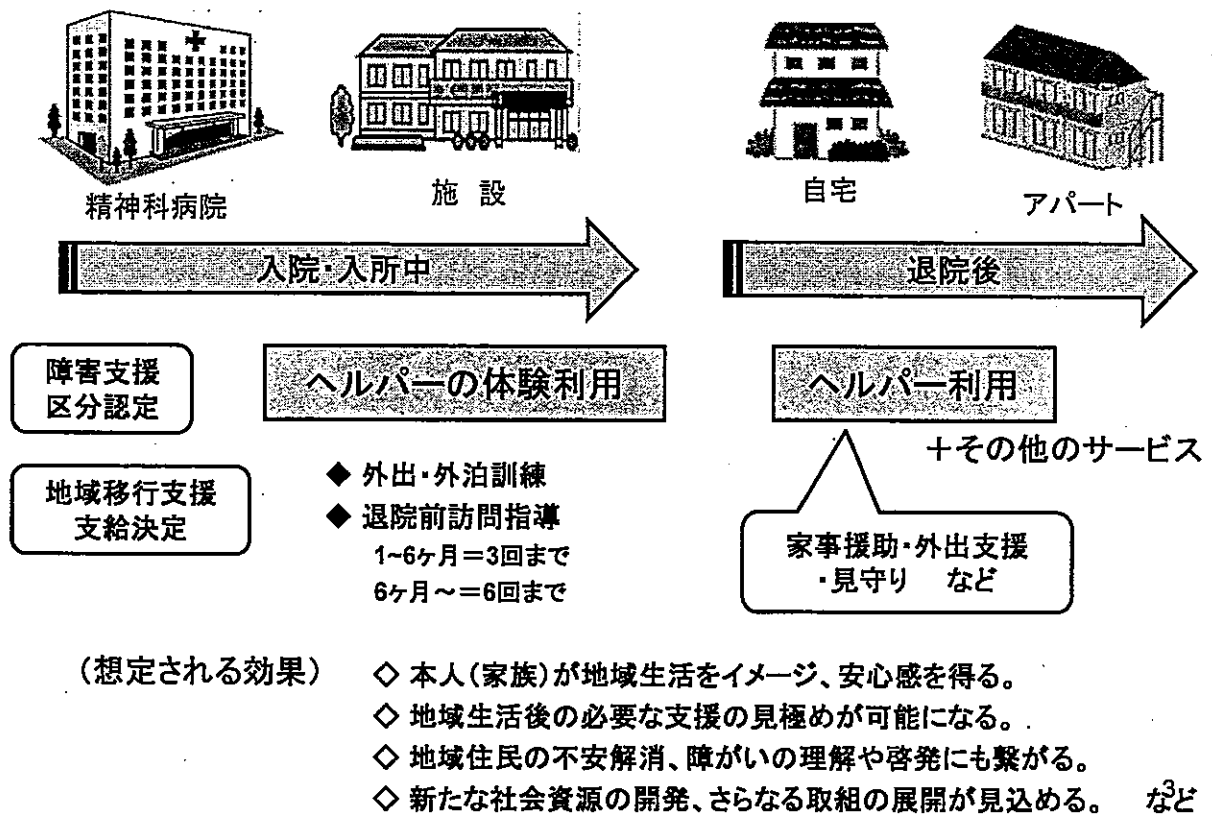 精神科病院
施設
自宅
アパート
入院・入所中
退院後
障害支援
区分認定
ヘルパーの体験利用
ヘルパー利用
+その他のサービス
地域移行支援
支給決定
◆ 外出・外泊訓練
◆ 退院前訪問指導
1~6ヶ月=3回まで
6ヶ月~=6回まで
家事援助・外出支援
・見守り など
(想定される効果)
◇ 本人(家族)が地域生活をイメージ、安心感を得る。
◇ 地域生活後の必要な支援の見極めが可能になる。
◇ 地域住民の不安解消、障がいの理解や啓発にも繋がる。
◇ 新たな社会資源の開発、さらなる取組の展開が見込める。 など
3